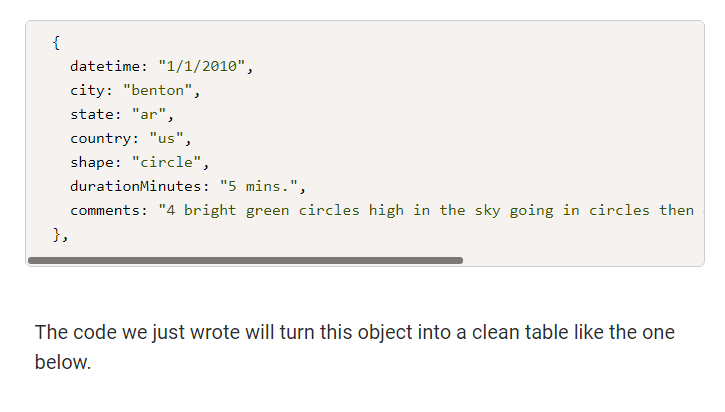 {
datetime: "1/1/2010",
city: "benton",
state: "ar",
country: "us",
shape: "circle",
durationMinutes: "5 mins.",
comments: "4 bright green circles high in the sky going in circles then
},
The code we just wrote will turn this object into a clean table like the one
below.